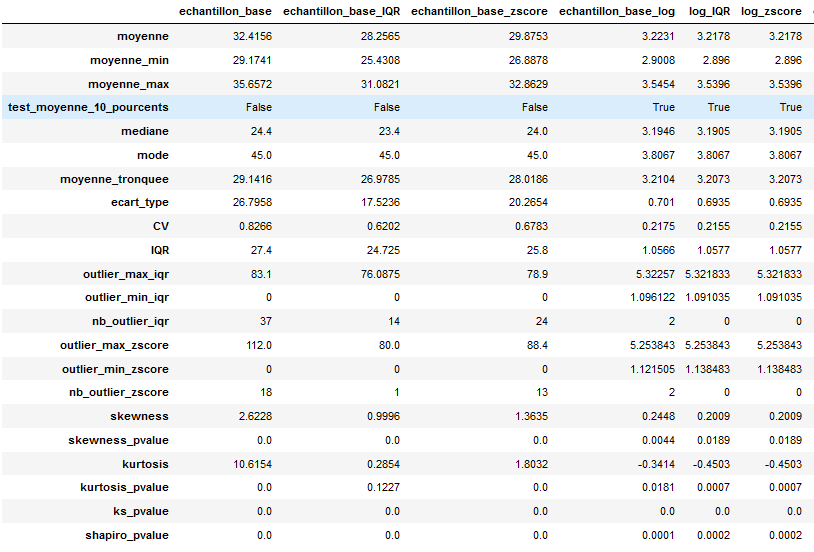 echantillon_base echantillon_base_IQR echantillon_base_zscore echantillon_base_log log_IQR log_zscore
moyenne 32.4156 28.2565 29.8753 3.2231 3.2178 3.2178
moyenne_min 29.1741 25.4308 26.8878 2.9008 2.896 2.896
moyenne_max 35.6572 31.0821 32.8629 3.5454 3.5396 3.5396
test_moyenne_10_pourcents False False False True True True
mediane 24.4 23.4 24.0 3.1946 3.1905 3.1905
mode 45.0 45.0 45.0 3.8067 3.8067 3.8067
moyenne_tronquee 29.1416 26.9785 28.0186 3.2104 3.2073 3.2073
ecart_type 26.7958 17.5236 20.2654 0.701 0.6935 0.6935
CV 0.8266 0.6202 0.6783 0.2175 0.2155 0.2155
IQR 27.4 24.725 25.8 1.0566 1.0577 1.0577
outlier_max_iqr 83.1 76.0875 78.9 5.32257 5.321833 5.321833
outlier_min_iqr 0 0 0 1.096122 1.091035 1.091035
nb_outlier_iqr 37 14 24 2 0 0
outlier_max_zscore 112.0 80.0 88.4 5.253843 5.253843 5.253843
outlier_min_zscore 0 0 0 1.121505 1.138483 1.138483
nb_outlier_zscore 18 1 13 2 0 0
skewness 2.6228 0.9996 1.3635 0.2448 0.2009 0.2009
skewness_pvalue 0.0 0.0 0.0 0.0044 0.0189 0.0189
kurtosis 10.6154 0.2854 1.8032 -0.3414 -0.4503 -0.4503
kurtosis_pvalue 0.0 0.1227 0.0 0.0181 0.0007 0.0007
ks_pvalue 0.0 0.0 0.0 0.0 0.0 0.0
shapiro_pvalue 0.0 0.0 0.0 0.0001 0.0002 0.0002